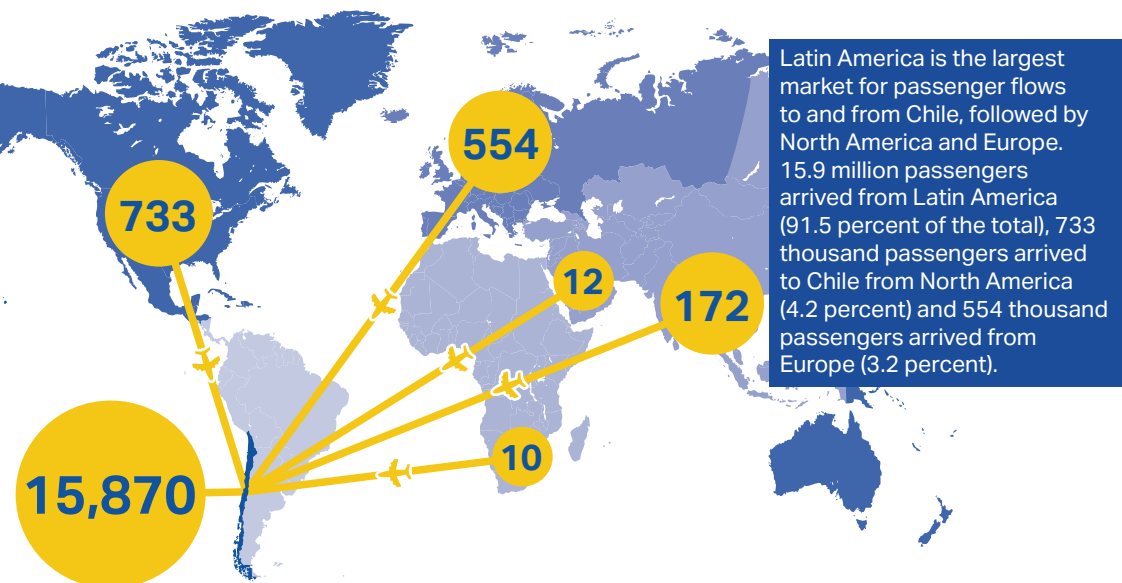 554
733
12
172
10
15,870
Latin America is the largest
market for passenger flows
to and from Chile, followed by
North America and Europe.
15.9 million passengers
arrived from Latin America
(91.5 percent of the total), 733
thousand passengers arrived
to Chile from North America
(4.2 percent) and 554 thousand
passengers arrived from
Europe (3.2 percent).